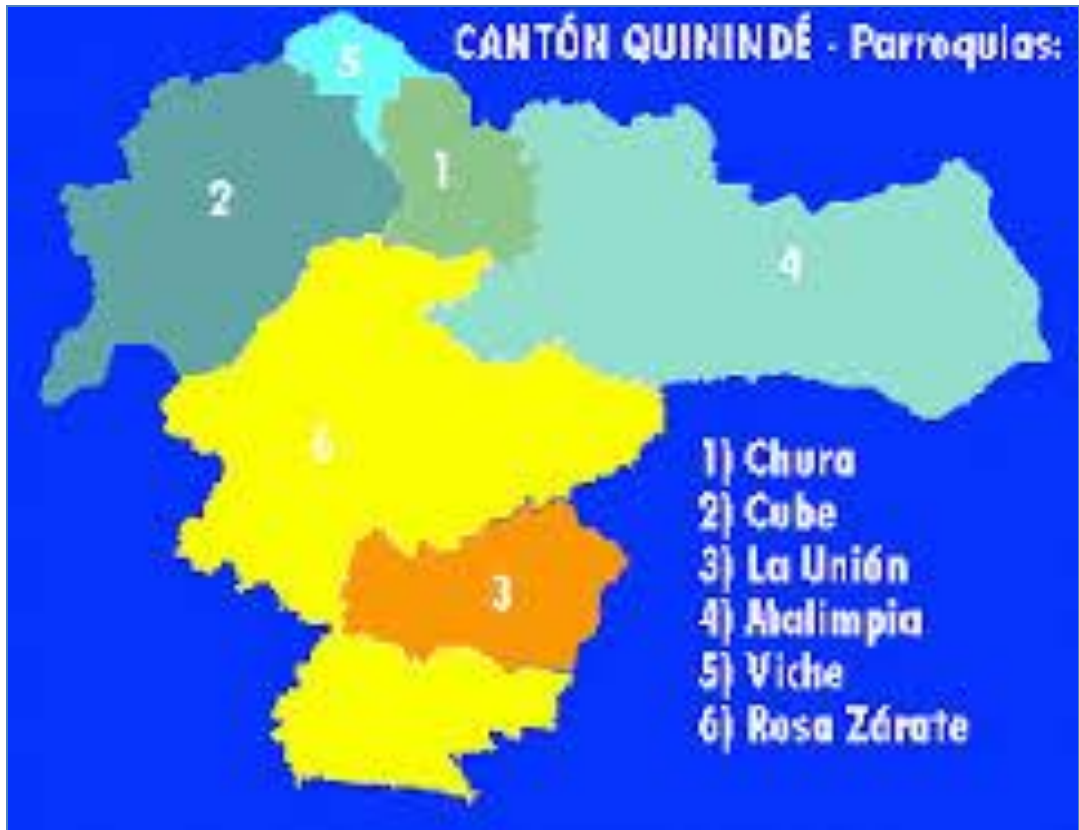 CANTÓN QUININDÉ - Parroquias:
5
1
2
4
6
3
1) Chura
2) Cube
3) La Unión
4) Malimpia
5) Viche
6) Rosa Zárate